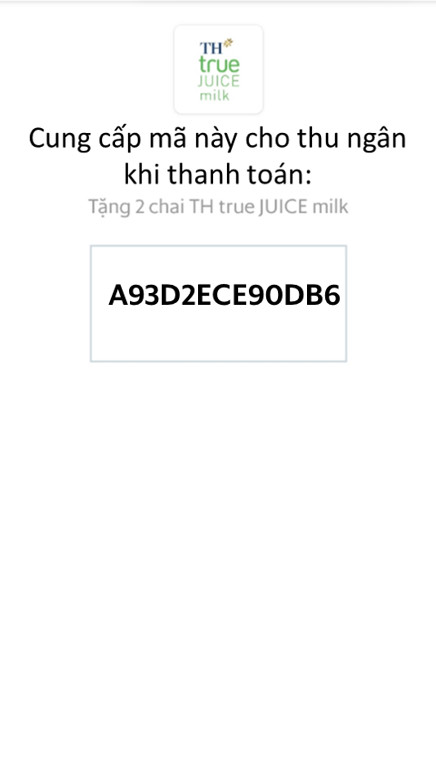 TH
true
JUICE
milk
Cung cấp mã này cho thu ngân
khi thanh toán:
Tặng 2 chai TH true JUICE milk
A93D2ECE90DB6